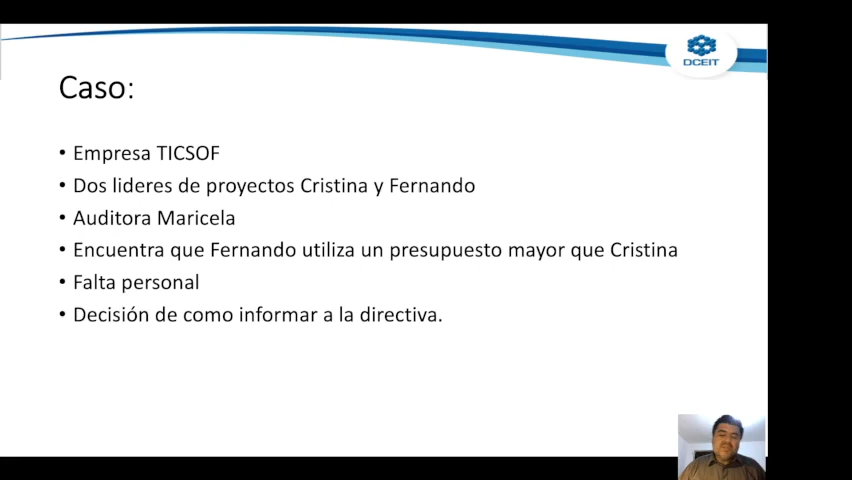 DCEIT
Caso:
• Empresa TICSOF
• Dos lideres de proyectos Cristina y Fernando
• Auditora Maricela
• Encuentra que Fernando utiliza un presupuesto mayor que Cristina
• Falta personal
• Decisión de como informar a la directiva.